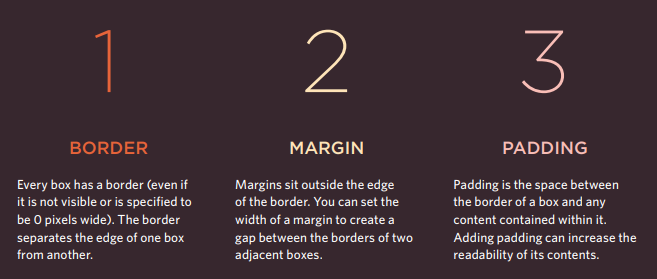 1
BORDER
Every box has a border (even if
it is not visible or is specified to
be 0 pixels wide). The border
separates the edge of one box
from another.
2
MARGIN
Margins sit outside the edge
of the border. You can set the
width of a margin to create a
gap between the borders of two
adjacent boxes.
3
PADDING
Padding is the space between
the border of a box and any
content contained within it.
Adding padding can increase the
readability of its contents.